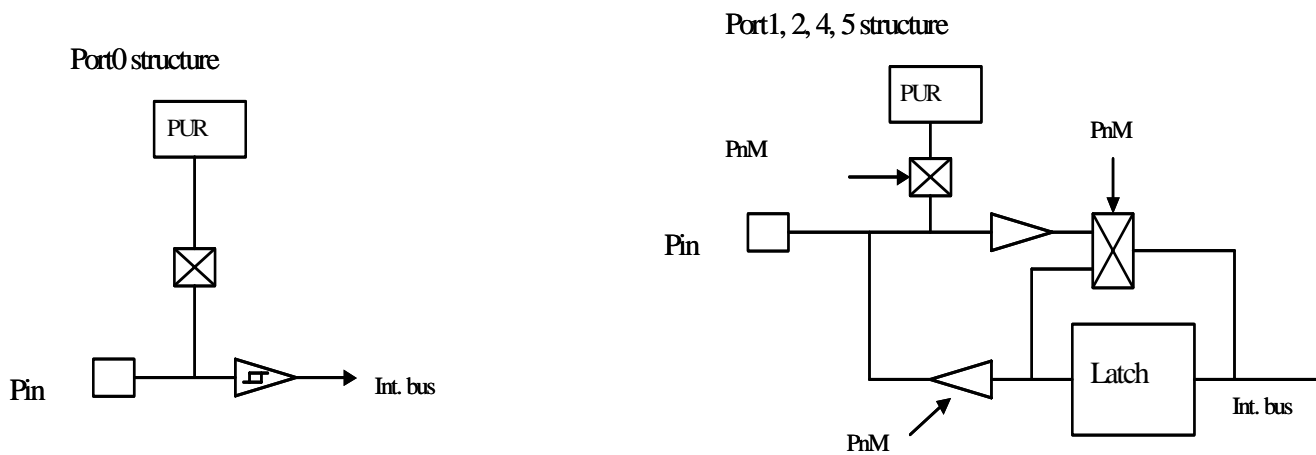 Port0 structure
PUR
Pin
Int. bus
Port1, 2, 4, 5 structure
PUR
PnM
PnM
Pin
Latch
Int. bus
PnM